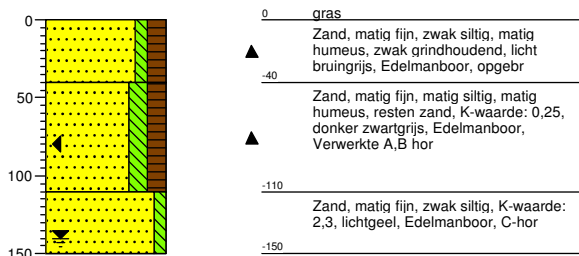 0
50
100
150
0 gras
Zand, matig fijn, zwak siltig, matig
humeus, zwak grindhoudend, licht
bruingrijs, Edelmanboor, opgebr
-40
Zand, matig fijn, matig siltig, matig
humeus, resten zand, K-waarde: 0,25,
donker zwartgrijs, Edelmanboor,
Verwerkte A,B hor
-110
Zand, matig fijn, zwak siltig, K-waarde:
2,3, lichtgeel, Edelmanboor, C-hor
-150